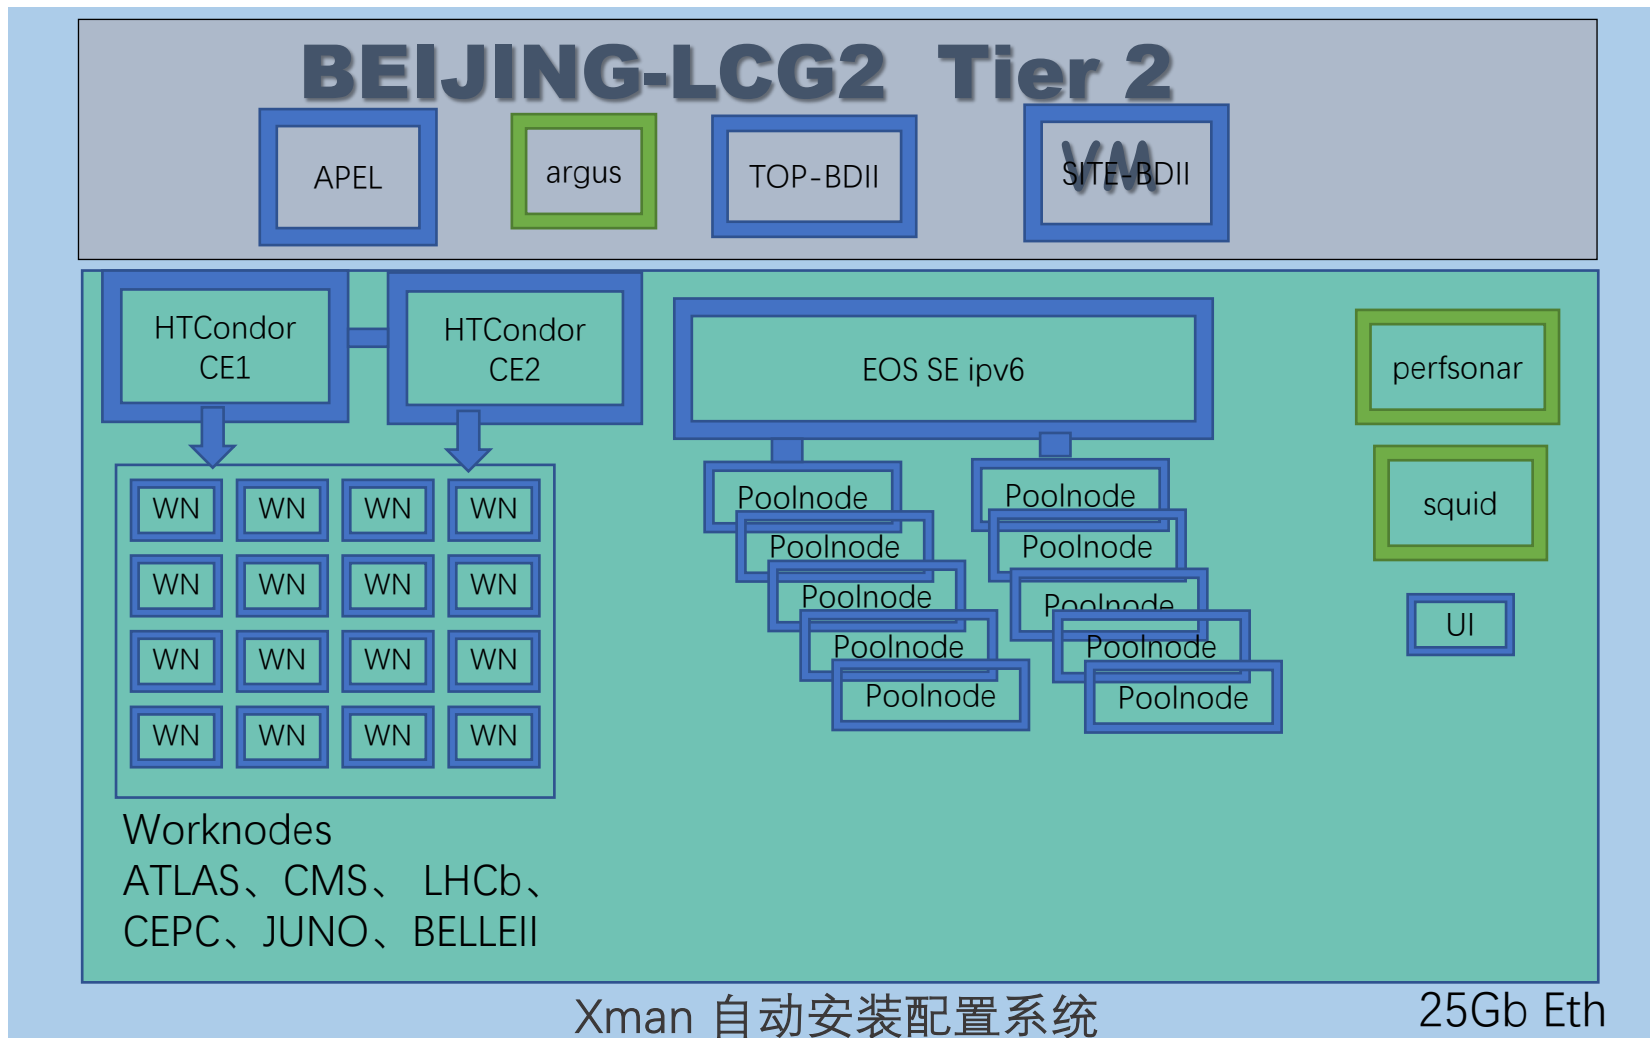 BEIJING-LCG2 Tier 2
APEL
argus
TOP-BDII
VM
SITE-BDII
HTCondor
CE1
HTCondor
CE2
EOS SE ipv6
perfsonar
squid
UI
WN WN WN WN
WN WN WN WN
WN WN WN WN
WN WN WN WN
Poolnode
Poolnode
Poolnode
Poolnode
Poolnode
Poolnode
Poolnode
Poolnode
Poolnode
Poolnode
Worknodes
ATLAS、CMS、 LHCb、
CEPC、JUNO、BELLEII
Xman 自动安装配置系统
25Gb Eth